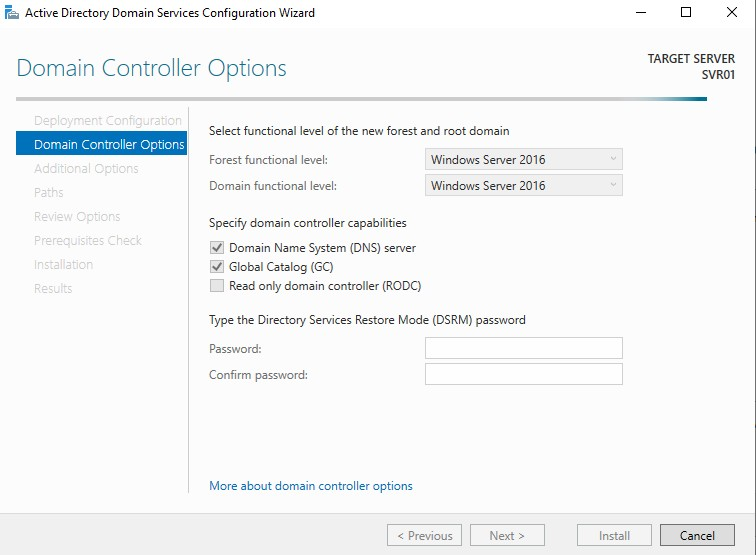 Active Directory Domain Services Configuration Wizard
Domain Controller Options
TARGET SERVER
SVR01
Deployment Configuration
Domain Controller Options
Additional Options
Paths
Review Options
Prerequisites Check
Installation
Results
Select functional level of the new forest and root domain
Forest functional level: Windows Server 2016
Domain functional level: Windows Server 2016
Specify domain controller capabilities
Domain Name System (DNS) server
Global Catalog (GC)
Read only domain controller (RODC)
Type the Directory Services Restore Mode (DSRM) password
Password:
Confirm password:
More about domain controller options
< Previous Next > Install Cancel